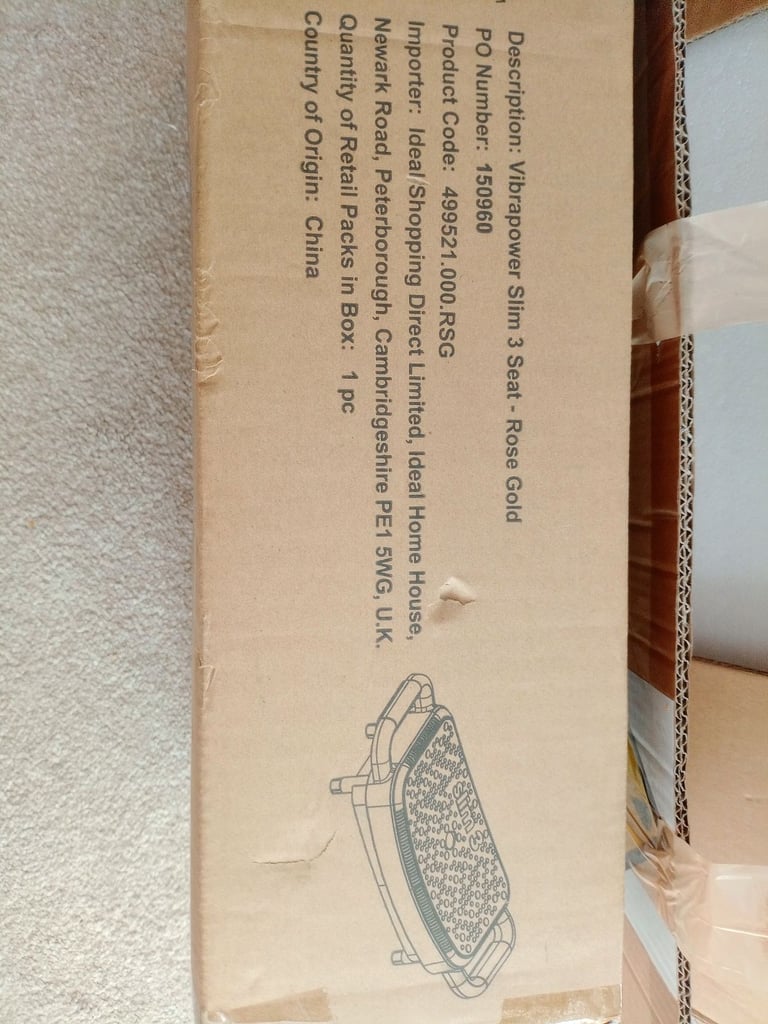 Description: Vibrapower Slim 3 Seat - Rose Gold
PO Number: 150960
Product Code: 499521.000.RSG
Importer: Ideal Shopping Direct Limited, Ideal Home House,
Newark Road, Peterborough, Cambridgeshire PE1 5WG, U.K.
Quantity of Retail Packs in Box: 1 pc
Country of Origin: China
slim 3